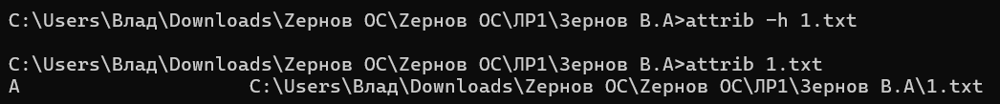 C:\Users\Влад\Downloads\Zернов ОС\Zернов ОС\ЛР1\Зернов В.А>attrib -h 1.txt
C:\Users\Влад\Downloads\Zернов ОС\Zернов ОС\ЛР1\Зернов В.А>attrib 1.txt
A                    C:\Users\Влад\Downloads\Zернов ОС\Zернов ОС\ЛР1\Зернов В.А\1.txt